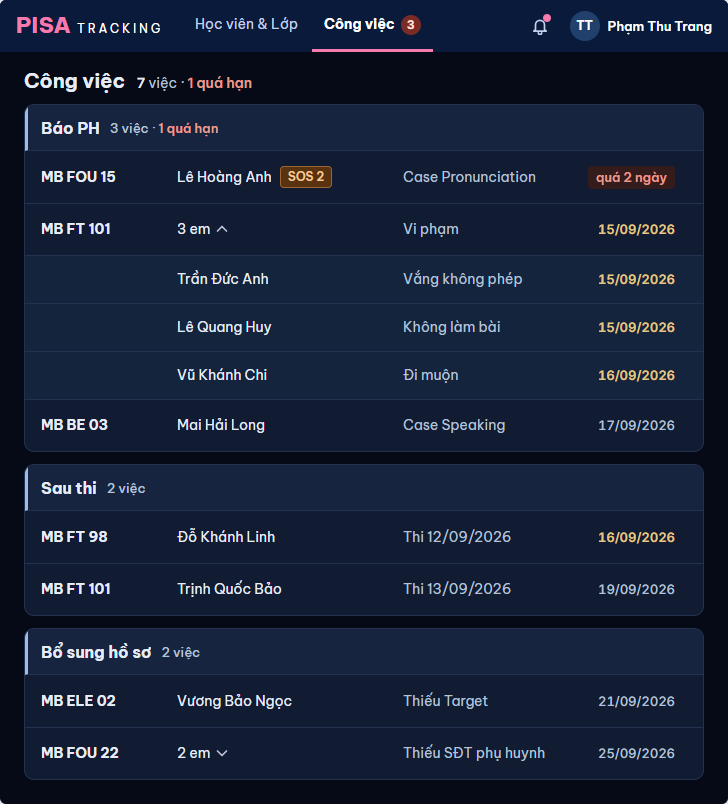 PISA TRACKING Học viên & Lớp Công việc 3 TT Phạm Thu Trang
Công việc 7 việc · 1 quá hạn
Báo PH 3 việc · 1 quá hạn
MB FOU 15 Lê Hoàng Anh SOS 2 Case Pronunciation quá 2 ngày
MB FT 101 3 em Vi phạm 15/09/2026
Trần Đức Anh Vắng không phép 15/09/2026
Lê Quang Huy Không làm bài 15/09/2026
Vũ Khánh Chi Đi muộn 16/09/2026
MB BE 03 Mai Hải Long Case Speaking 17/09/2026
Sau thi 2 việc
MB FT 98 Đỗ Khánh Linh Thi 12/09/2026 16/09/2026
MB FT 101 Trịnh Quốc Bảo Thi 13/09/2026 19/09/2026
Bổ sung hồ sơ 2 việc
MB ELE 02 Vương Bảo Ngọc Thiếu Target 21/09/2026
MB FOU 22 2 em Thiếu SĐT phụ huynh 25/09/2026